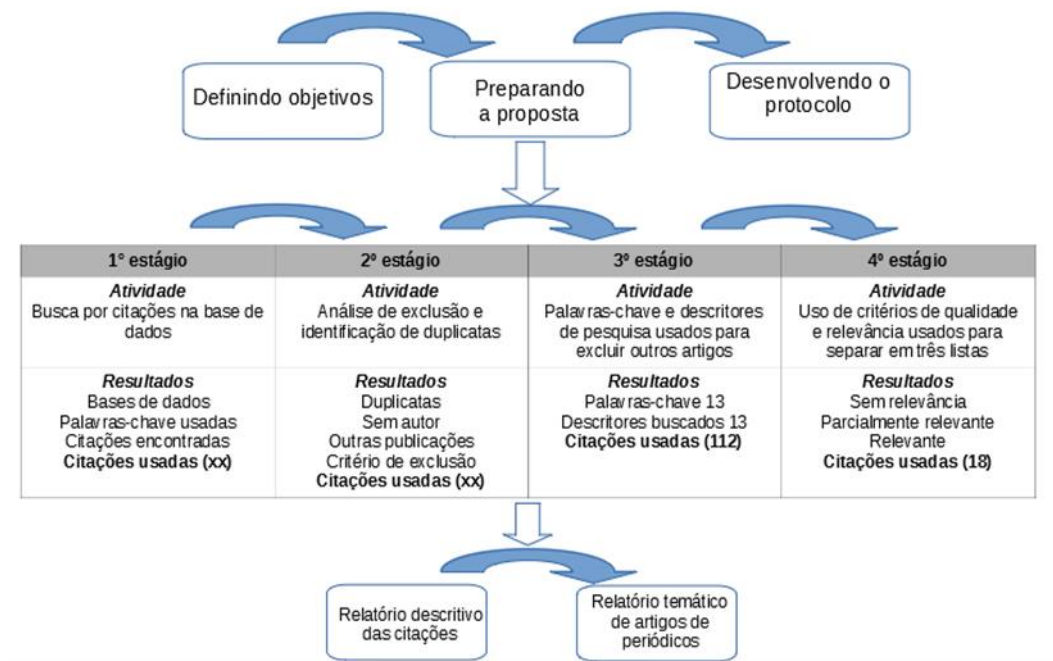 Definindo objetivos
Preparando
a proposta
Desenvolvendo o
protocolo
1° estágio
Atividade
Busca por citações na base de
dados
Resultados
Bases de dados
Palavras-chave usadas
Citações encontradas
Citações usadas (xx)
2º estágio
Atividade
Análise de exclusão e
identificação de duplicatas
Resultados
Duplicatas
Sem autor
Outras publicações
Critério de exclusão
Citações usadas (xx)
3º estágio
Atividade
Palavras-chave e descritores
de pesquisa usados para
excluir outros artigos
Resultados
Palavras-chave 13
Descritores buscados 13
Citações usadas (112)
4º estágio
Atividade
Uso de critérios de qualidade
e relevância usados para
separar em três listas
Resultados
Sem relevância
Parcialmente relevante
Relevante
Citações usadas (18)
Relatório descritivo
das citações
Relatório temático
de artigos de
periódicos